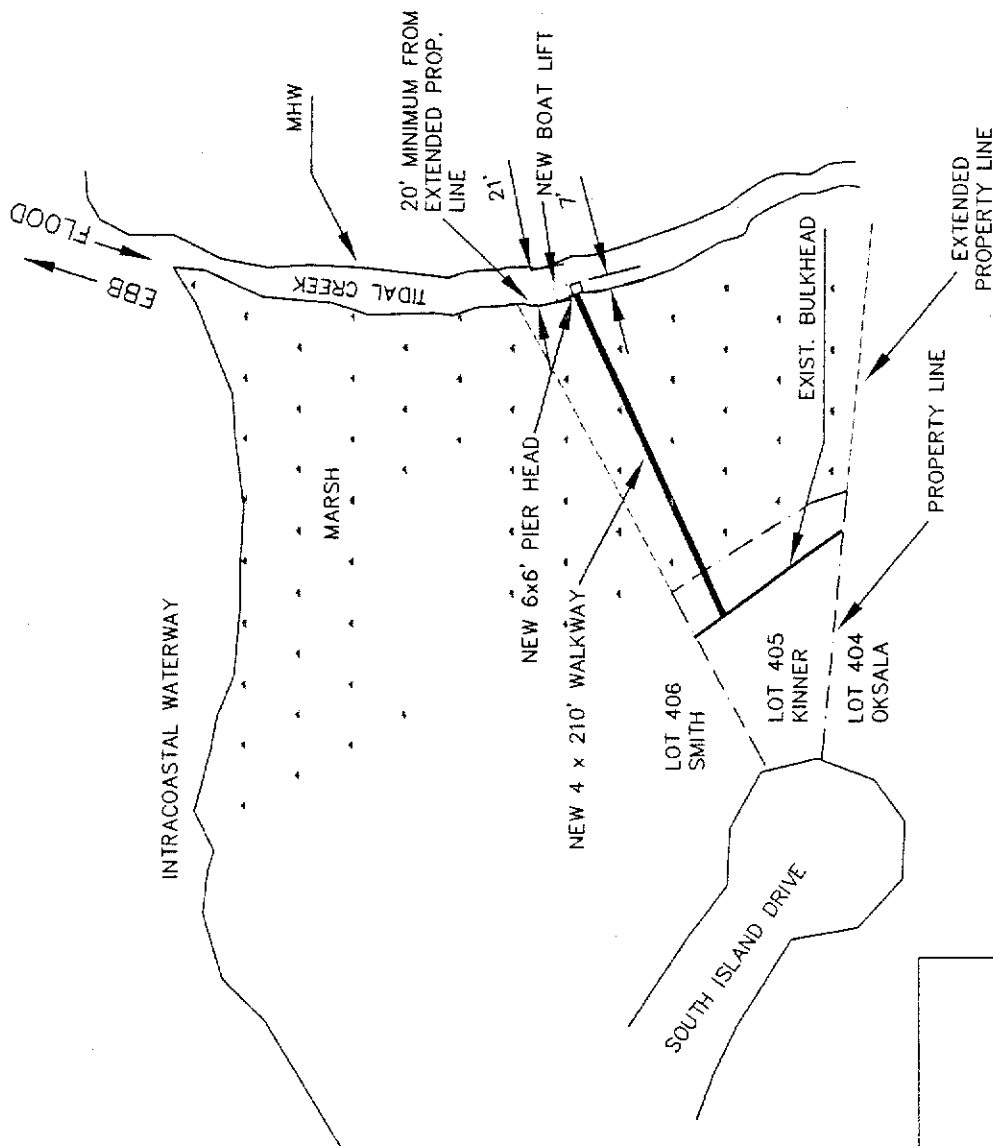 EBB
FLOOD
MHW
INTRACOASTAL WATERWAY
TIDAL CREEK
20' MINIMUM FROM
EXTENDED PROP.
LINE
21'
NEW BOAT LIFT
7'
MARSH
NEW 6x6' PIER HEAD
NEW 4 x 210' WALKWAY
EXIST. BULKHEAD
EXTENDED
PROPERTY LINE
PROPERTY LINE
LOT 406
SMITH
LOT 405
KINNER
LOT 404
OKSALA
SOUTH ISLAND DRIVE